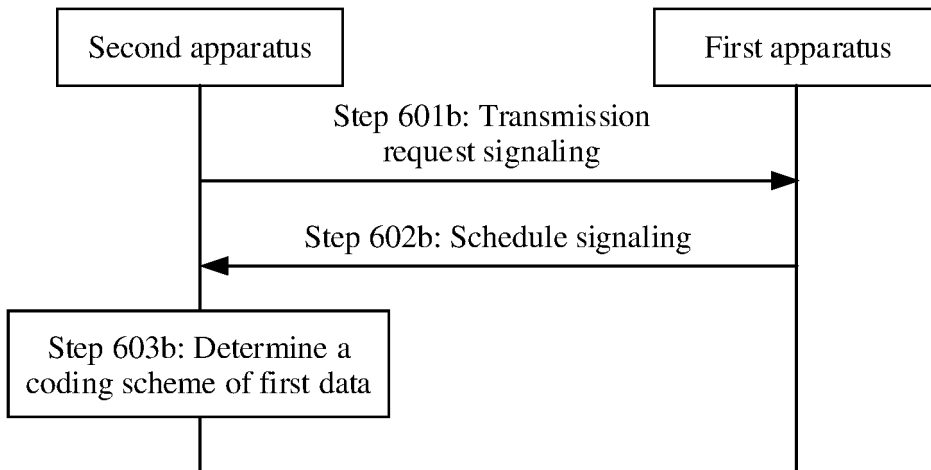 Second apparatus
First apparatus
Step 601b: Transmission
request signaling
Step 602b: Schedule signaling
Step 603b: Determine a
coding scheme of first data